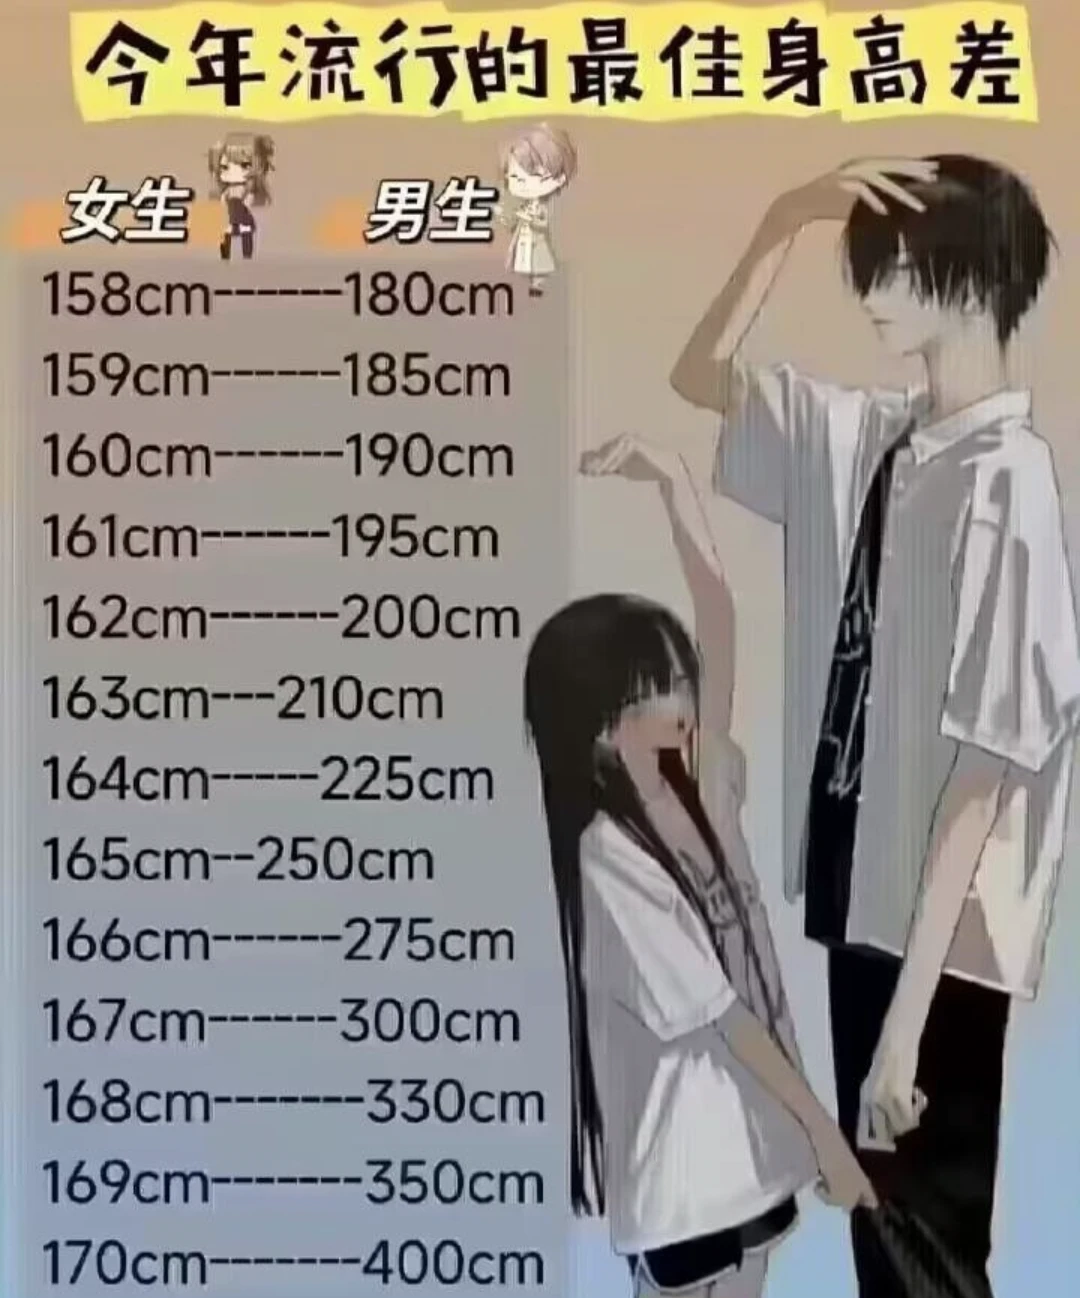 今年流行的最佳身高差
女生 男生
158cm------180cm
159cm------185cm
160cm------190cm
161cm------195cm
162cm------200cm
163cm---210cm
164cm-----225cm
165cm--250cm
166cm------275cm
167cm------300cm
168cm-------330cm
169cm-------350cm
170cm-------400cm